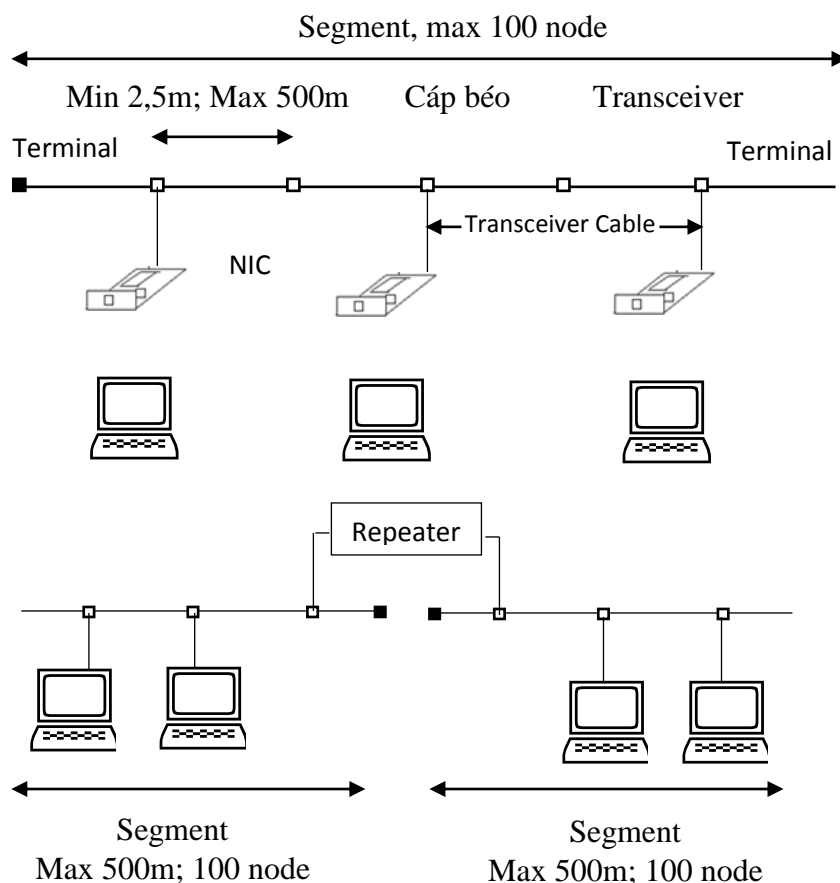 Segment, max 100 node
Min 2,5m; Max 500m Cáp béo Transceiver
Terminal
Terminal
Transceiver Cable
NIC
Repeater
Segment
Max 500m; 100 node
Segment
Max 500m; 100 node